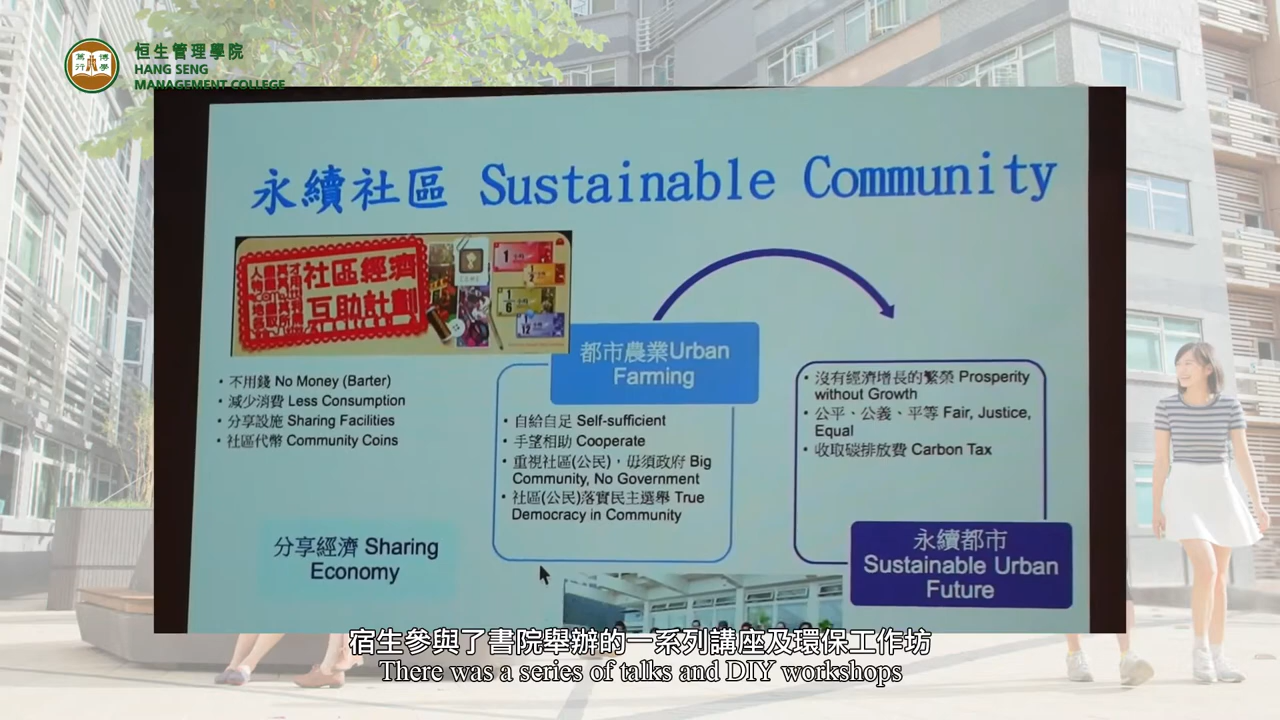 恒生管理學院
HANG SENG
MANAGEMENT COLLEGE
博學
篤行
永續社區 Sustainable Community
社區經濟
互助計劃
不用錢 No Money (Barter)
減少消費 Less Consumption
分享設施 Sharing Facilities
社區代幣 Community Coins
分享經濟 Sharing
Economy
都市農業Urban
Farming
自給自足 Self-sufficient
手望相助 Cooperate
重視社區(公民)，毋須政府 Big
Community, No Government
社區(公民)落實民主選舉 True
Democracy in Community
沒有經濟增長的繁榮 Prosperity
without Growth
公平、公義、平等 Fair, Justice,
Equal
收取碳排放費 Carbon Tax
永續都市
Sustainable Urban
Future
宿生參與了書院舉辦的一系列講座及環保工作坊
There was a series of talks and DIY workshops